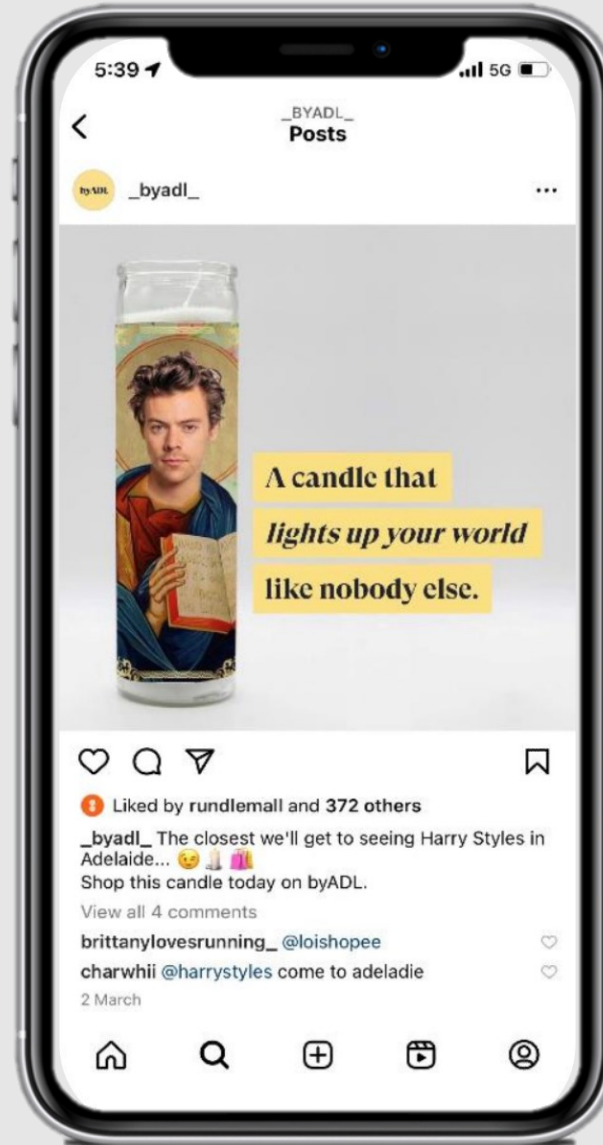 5:39
5G
_BYADL_
Posts
byADL
_byadl_
A candle that
lights up your world
like nobody else.
Liked by rundlemall and 372 others
_byadl_ The closest we'll get to seeing Harry Styles in
Adelaide... 😉🕯️🛍️
Shop this candle today on byADL.
View all 4 comments
brittanylovesrunning_ @loishopee
charwhii @harrystyles come to adeladie
2 March